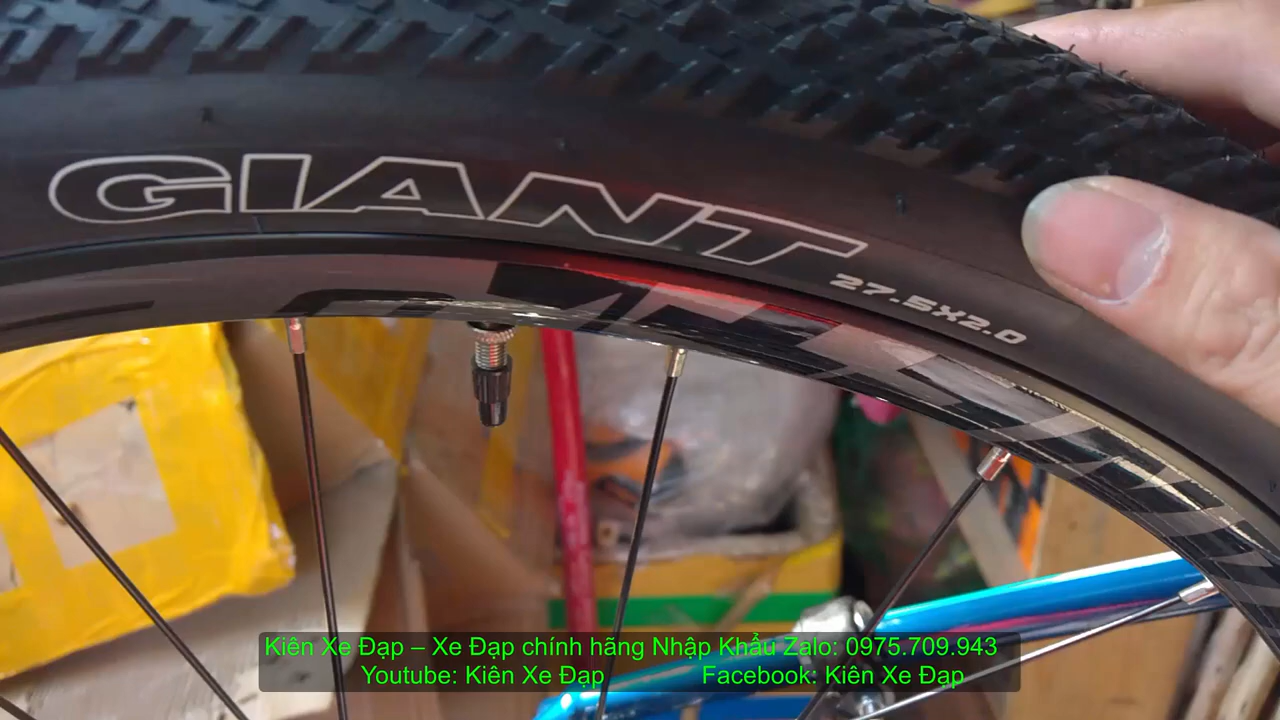 GIANT
27.5X2.0
Kiên Xe Đạp – Xe Đạp chính hãng Nhập Khẩu Zalo: 0975.709.943
Youtube: Kiên Xe Đạp Facebook: Kiên Xe Đạp